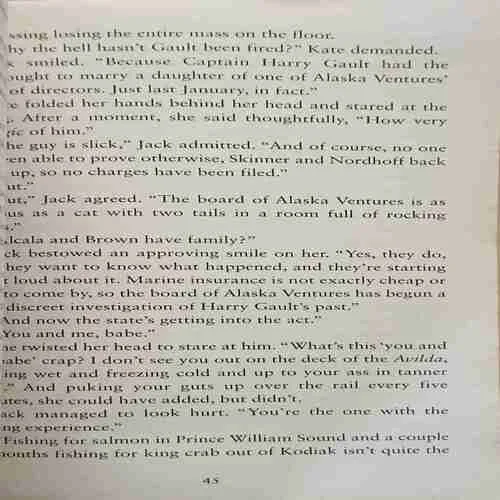 ssing losing the entire mass on the floor.
hy the hell hasn't Gault been fired?" Kate demanded.
k smiled. "Because Captain Harry Gault had the
ought to marry a daughter of one of Alaska Ventures'
of directors. Just last January, in fact."
e folded her hands behind her head and stared at the
. After a moment, she said thoughtfully, "How very
gic of him."
he guy is slick," Jack admitted. "And of course, no one
en able to prove otherwise, Skinner and Nordhoff back
up, so no charges have been filed."
ut."
ut," Jack agreed. "The board of Alaska Ventures is as
us as a cat with two tails in a room full of rocking
s."
lcala and Brown have family?"
ck bestowed an approving smile on her. "Yes, they do,
hey want to know what happened, and they're starting
t loud about it. Marine insurance is not exactly cheap or
to come by, so the board of Alaska Ventures has begun a
discreet investigation of Harry Gault's past."
And now the state's getting into the act."
You and me, babe."
he twisted her head to stare at him. "What's this 'you and
babe' crap? I don't see you out on the deck of the Avilda,
ing wet and freezing cold and up to your ass in tanner
." And puking your guts up over the rail every five
utes, she could have added, but didn't.
ack managed to look hurt. "You're the one with the
ng experience."
Fishing for salmon in Prince William Sound and a couple
months fishing for king crab out of Kodiak isn't quite the
45